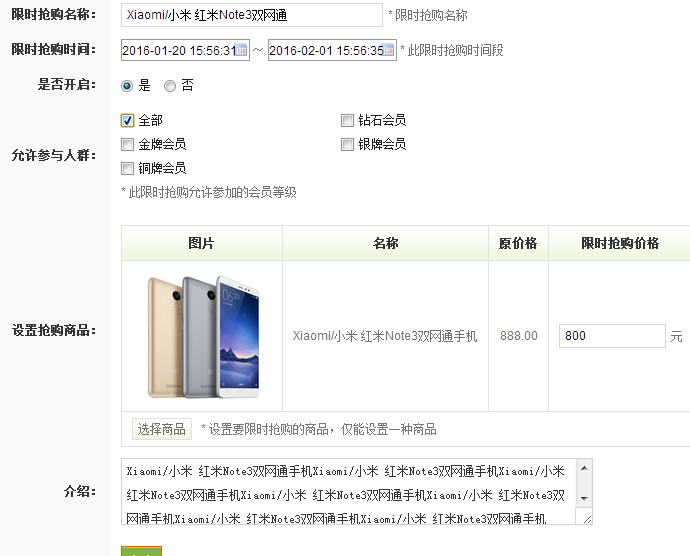 限时抢购名称： Xiaomi/小米 红米Note3双网通 * 限时抢购名称
限时抢购时间： 2016-01-20 15:56:31 ~ 2016-02-01 15:56:35 * 此限时抢购时间段
是否开启： 是 否
全部 钻石会员
允许参与人群： 金牌会员 银牌会员
铜牌会员
* 此限时抢购允许参加的会员等级
图片 名称 原价格 限时抢购价格
设置抢购商品： Xiaomi/小米 红米Note3双网通手机 888.00 800 元
选择商品 * 设置要限时抢购的商品，仅能设置一种商品
Xiaomi/小米 红米Note3双网通手机Xiaomi/小米 红米Note3双网通手机Xiaomi/小米
介绍： 红米Note3双网通手机Xiaomi/小米 红米Note3双网通手机Xiaomi/小米 红米Note3双
网通手机Xiaomi/小米 红米Note3双网通手机Xiaomi/小米 红米Note3双网通手机